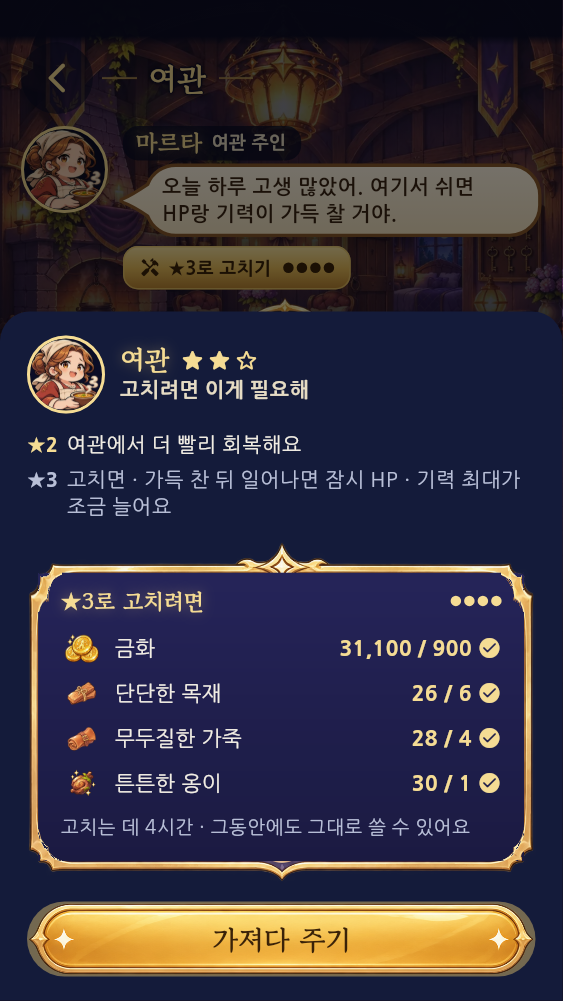 여관
마르타 여관 주인
오늘 하루 고생 많았어. 여기서 쉬면
HP랑 기력이 가득 찰 거야.
★3로 고치기 ●●●●
여관 ★★☆
고치려면 이게 필요해
★2 여관에서 더 빨리 회복해요
★3 고치면 · 가득 찬 뒤 일어나면 잠시 HP · 기력 최대가
조금 늘어요
★3로 고치려면 ●●●●
금화 31,100 / 900
단단한 목재 26 / 6
무두질한 가죽 28 / 4
튼튼한 옹이 30 / 1
고치는 데 4시간 · 그동안에도 그대로 쓸 수 있어요
가져다 주기